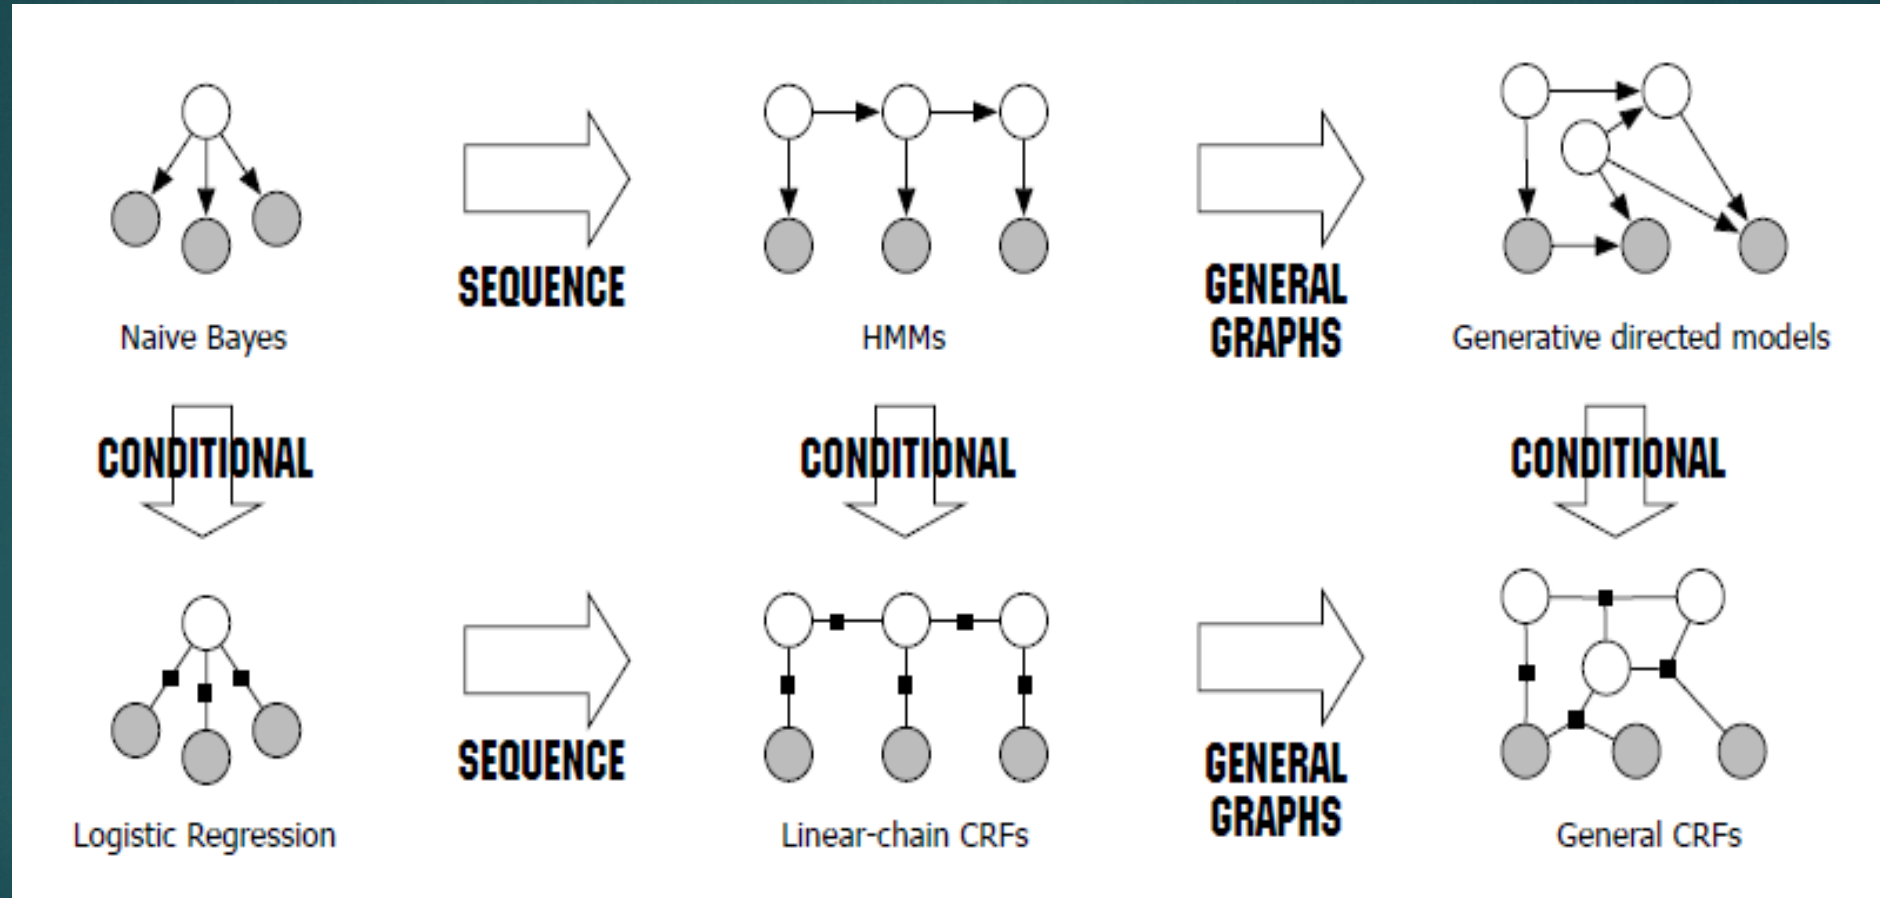 SEQUENCE
GENERAL
GRAPHS
Naive Bayes
HMMs
Generative directed models
CONDITIONAL
CONDITIONAL
CONDITIONAL
SEQUENCE
GENERAL
GRAPHS
Logistic Regression
Linear-chain CRFs
General CRFs